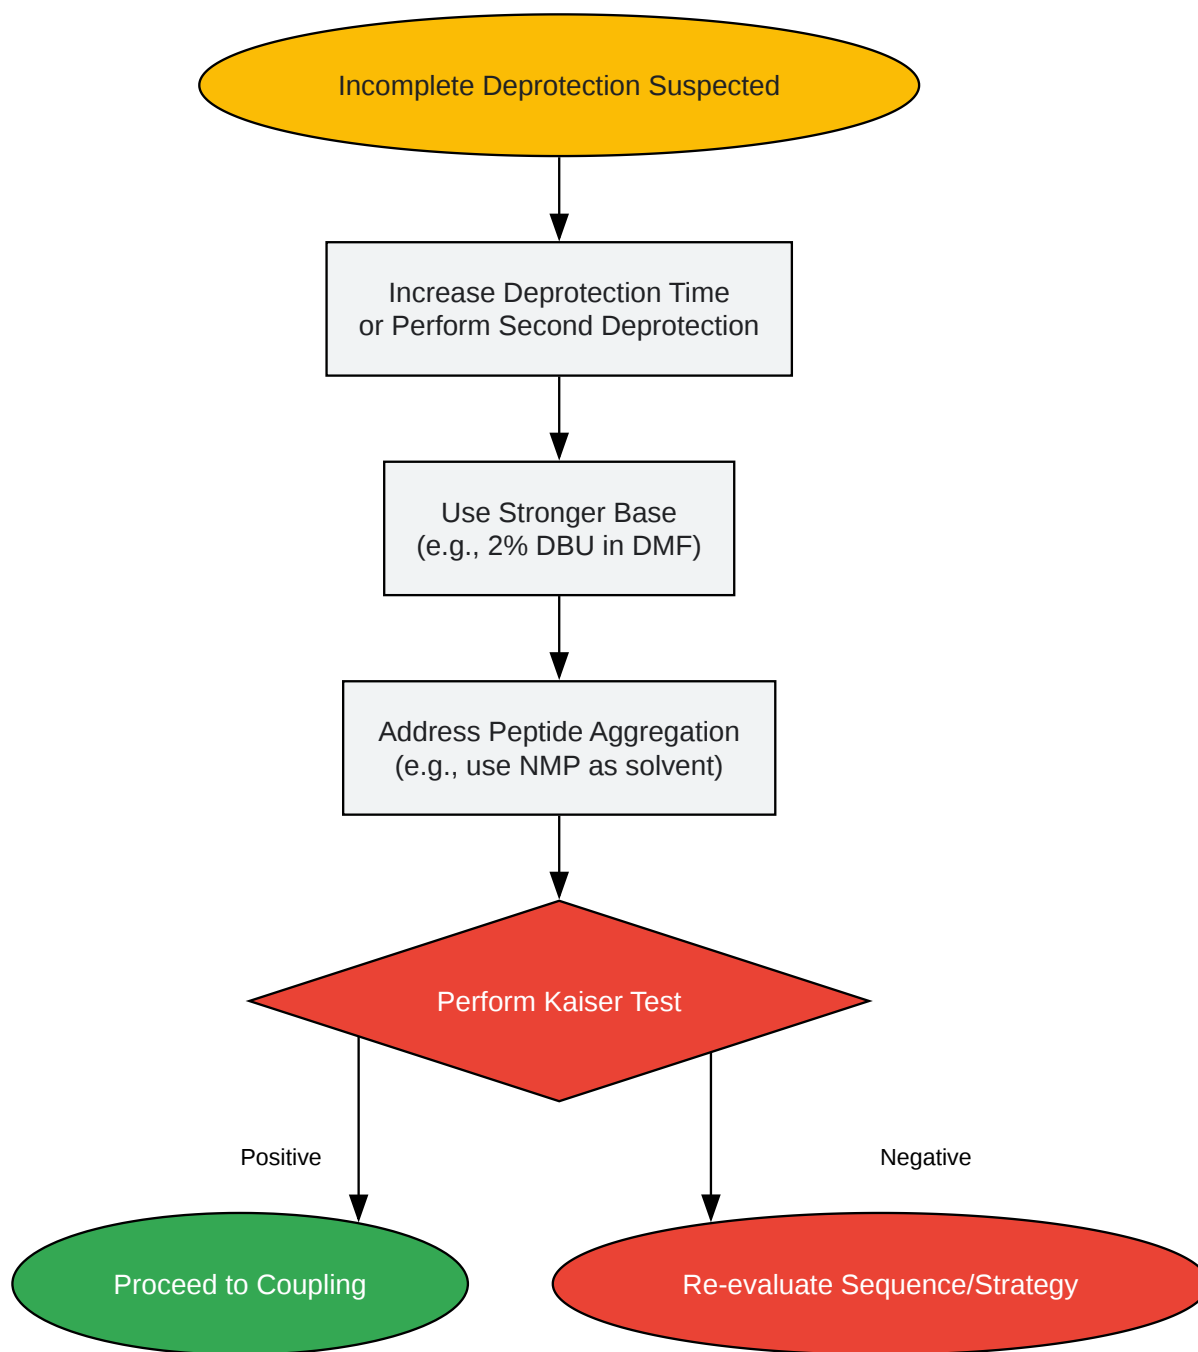 Incomplete Deprotection Suspected
Increase Deprotection Time
or Perform Second Deprotection
Use Stronger Base
(e.g., 2% DBU in DMF)
Address Peptide Aggregation
(e.g., use NMP as solvent)
Perform Kaiser Test
Positive
Negative
Proceed to Coupling
Re-evaluate Sequence/Strategy